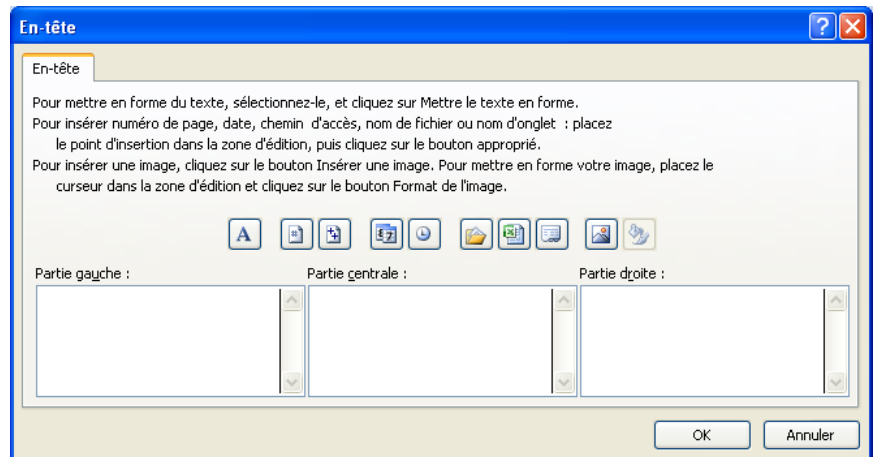 En-tête
En-tête
Pour mettre en forme du texte, sélectionnez-le, et cliquez sur Mettre le texte en forme.
Pour insérer numéro de page, date, chemin d'accès, nom de fichier ou nom d'onglet : placez
le point d'insertion dans la zone d'édition, puis cliquez sur le bouton approprié.
Pour insérer une image, cliquez sur le bouton Insérer une image. Pour mettre en forme votre image, placez le
curseur dans la zone d'édition et cliquez sur le bouton Format de l'image.
A
Partie gauche : Partie centrale : Partie droite :
OK Annuler